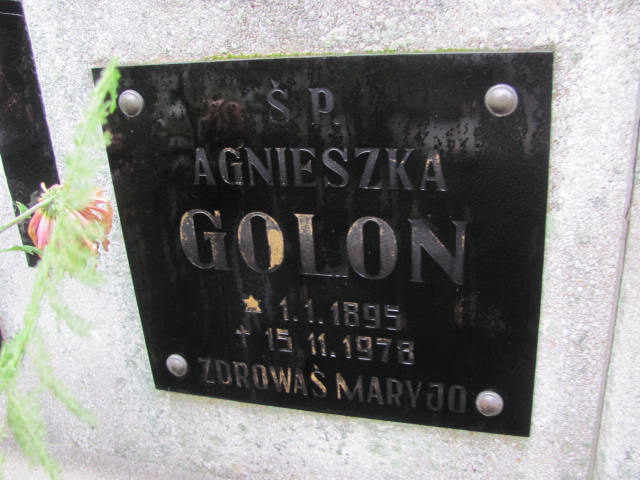 Ś P.
AGNIESZKA
GOLON
★ 1.1.1895
✝ 15.11.1978
ZDROWAŚ MARYJO